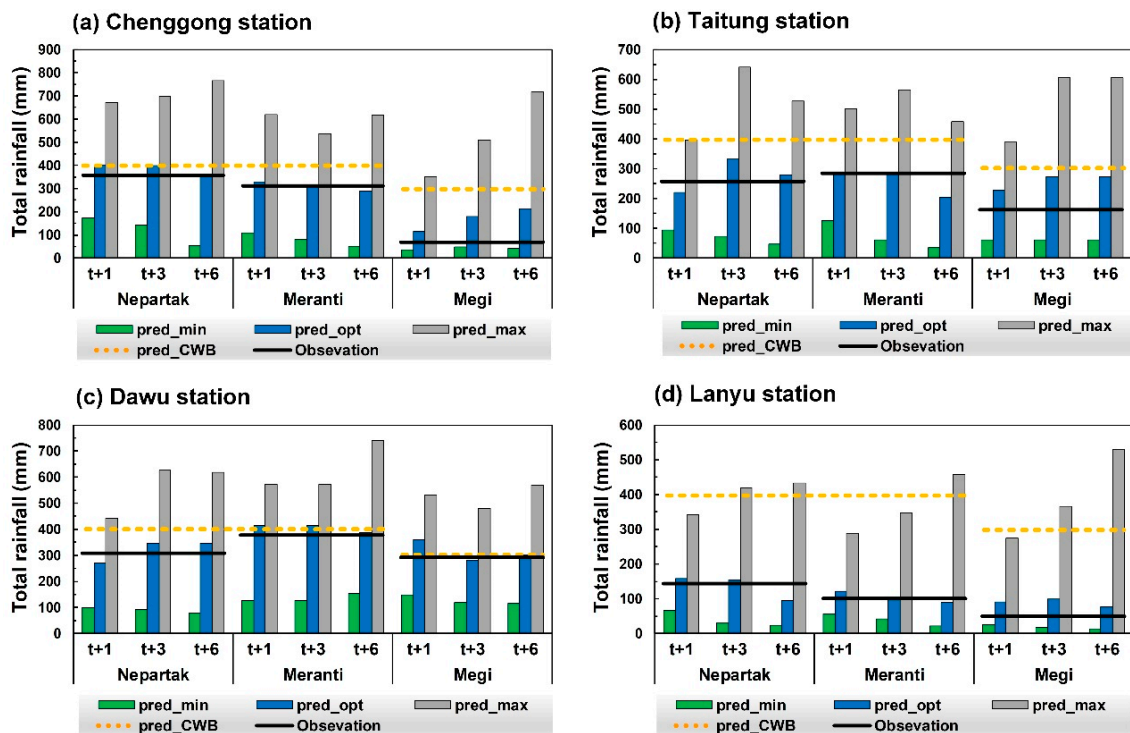 (a) Chenggong station
Total rainfall (mm)
900
800
700
600
500
400
300
200
100
0
t+1 t+3 t+6 t+1 t+3 t+6 t+1 t+3 t+6
Nepartak Meranti Megi
pred_min pred_opt pred_max
pred_CWB Obsevation
(b) Taitung station
Total rainfall (mm)
700
600
500
400
300
200
100
0
t+1 t+3 t+6 t+1 t+3 t+6 t+1 t+3 t+6
Nepartak Meranti Megi
pred_min pred_opt pred_max
pred_CWB Obsevation
(c) Dawu station
Total rainfall (mm)
800
700
600
500
400
300
200
100
0
t+1 t+3 t+6 t+1 t+3 t+6 t+1 t+3 t+6
Nepartak Meranti Megi
pred_min pred_opt pred_max
pred_CWB Obsevation
(d) Lanyu station
Total rainfall (mm)
600
500
400
300
200
100
0
t+1 t+3 t+6 t+1 t+3 t+6 t+1 t+3 t+6
Nepartak Meranti Megi
pred_min pred_opt pred_max
pred_CWB Obsevation